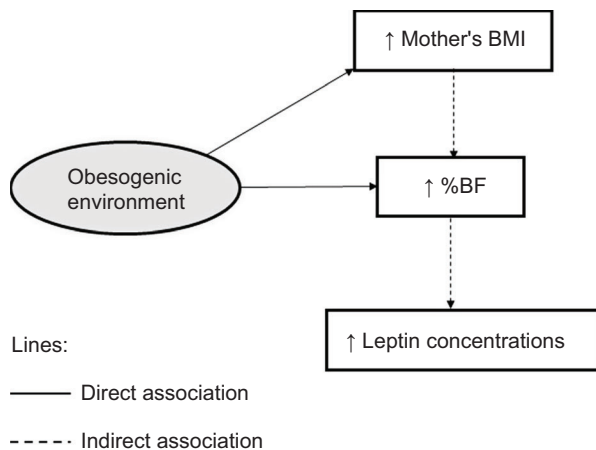 ↑ Mother's BMI
Obesogenic
environment
↑ %BF
↑ Leptin concentrations
Lines:
Direct association
Indirect association